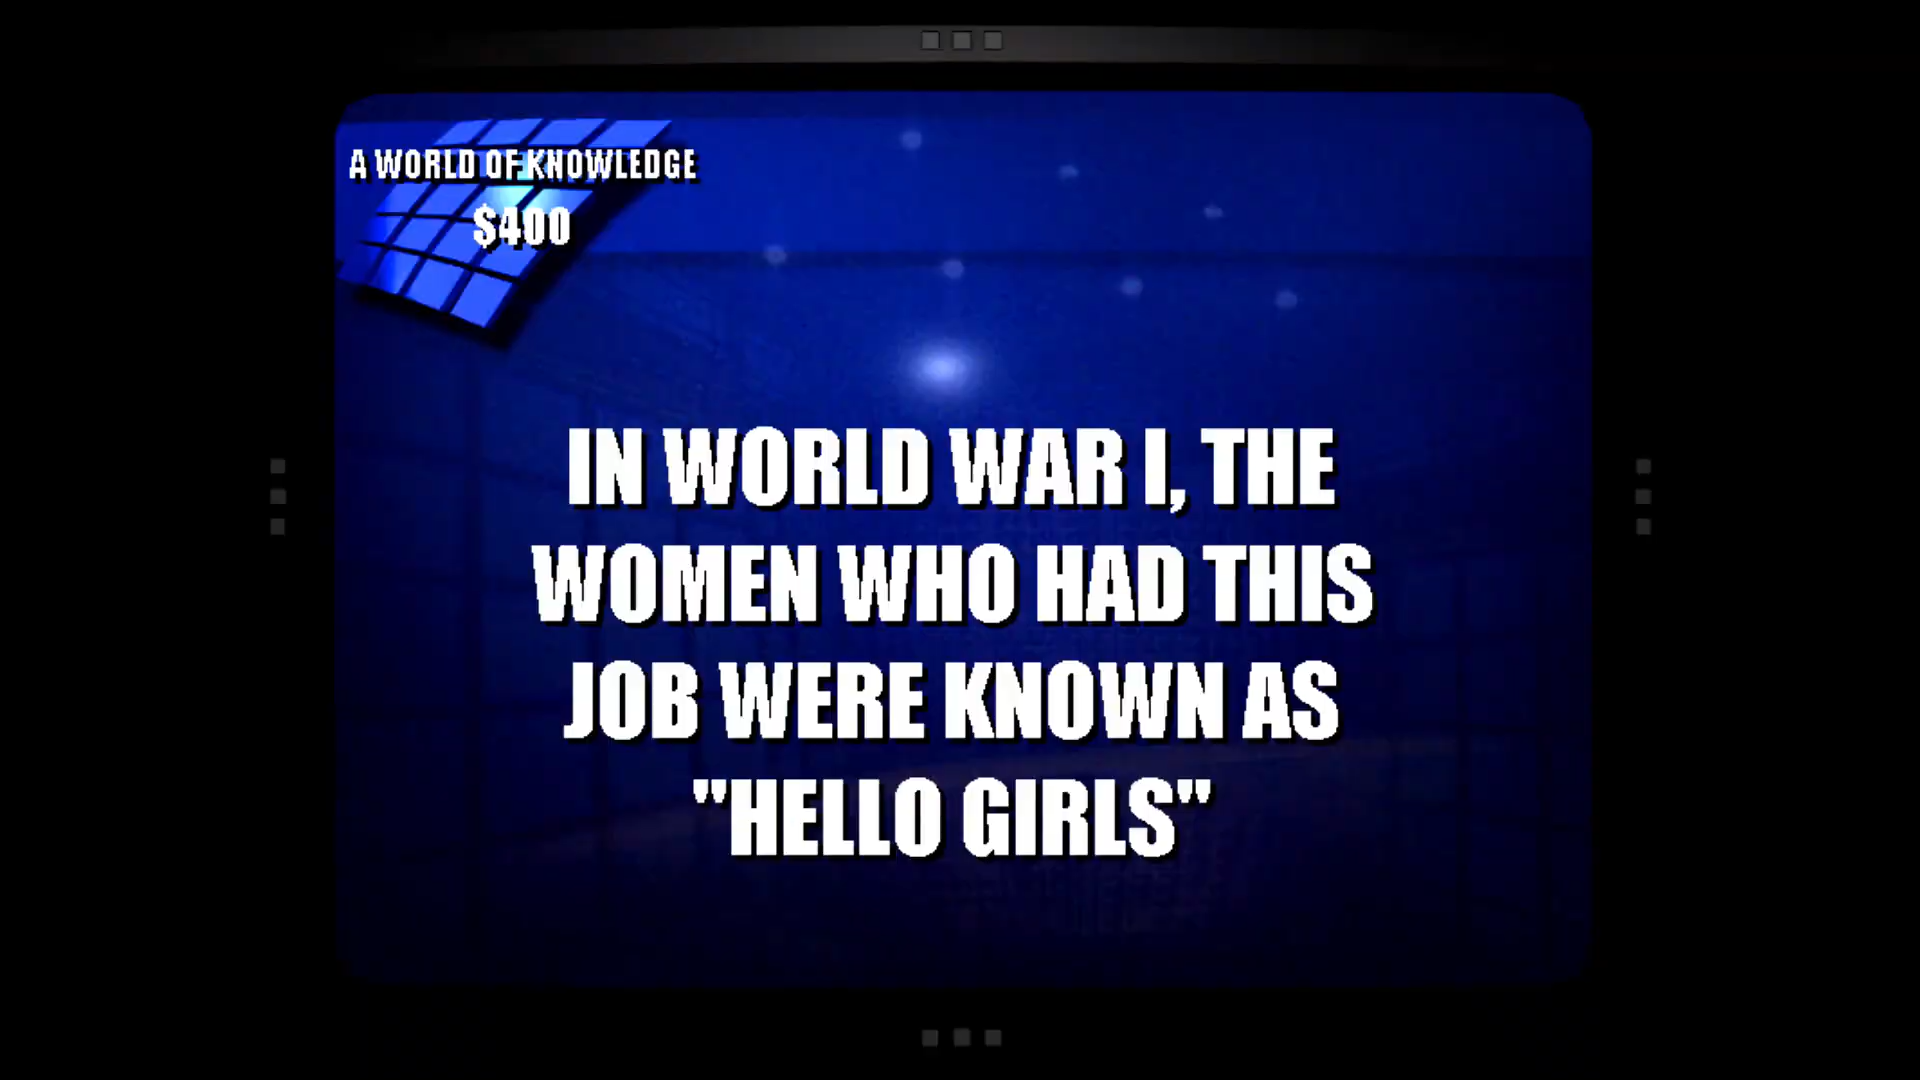 A WORLD OF KNOWLEDGE
$400
IN WORLD WAR I, THE
WOMEN WHO HAD THIS
JOB WERE KNOWN AS
"HELLO GIRLS"